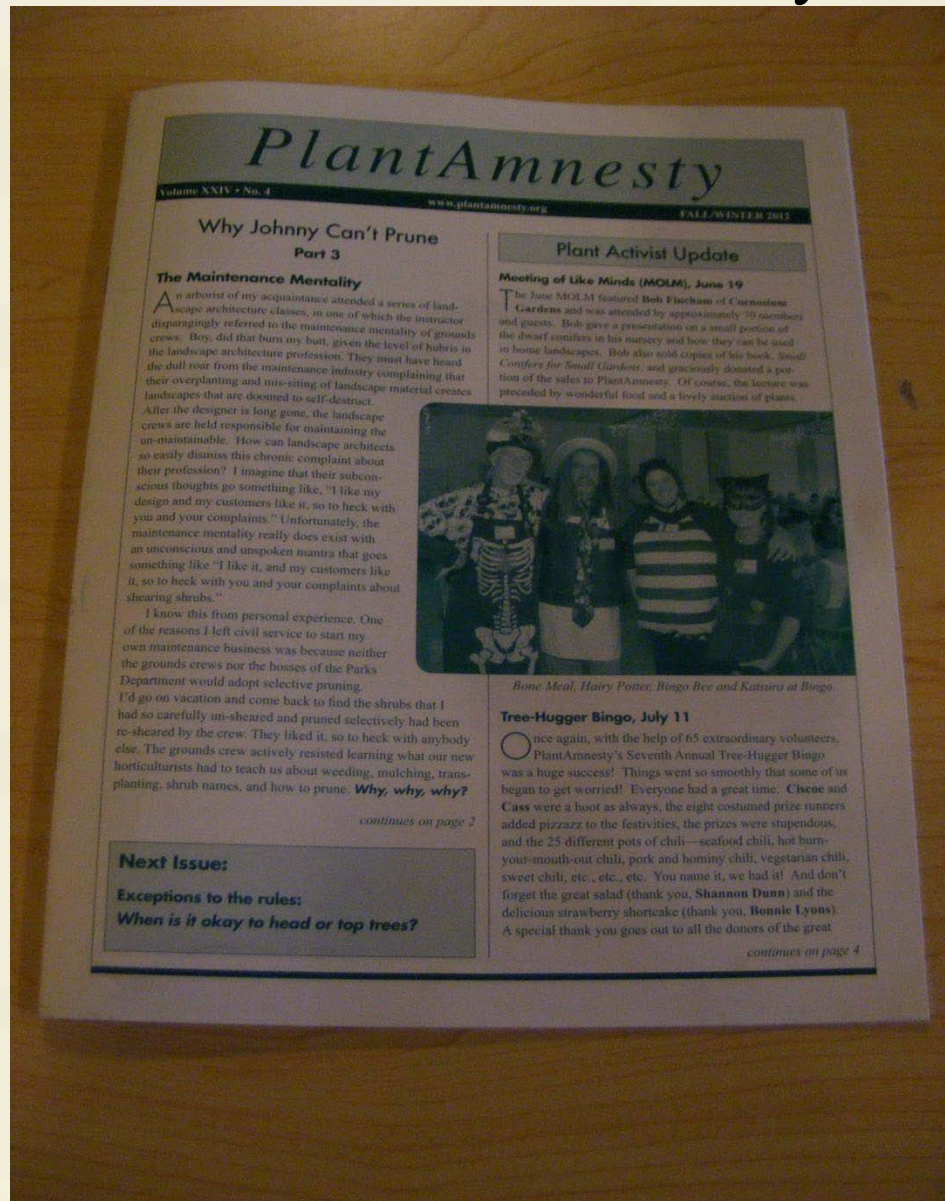 PlantAmnesty
Volume XXIV • No. 4
www.plantamnesty.org
FALL/WINTER 2012
Why Johnny Can't Prune
Part 3
The Maintenance Mentality
An arborist of my acquaintance attended a series of land-
scape architecture classes, in one of which the instructor
disparagingly referred to the maintenance mentality of grounds
crews. Boy, did that burn my butt, given the level of hubris in
the landscape architecture profession. They must have heard
the dull roar from the maintenance industry complaining that
their overplanting and mis-siting of landscape material creates
landscapes that are doomed to self-destruct.
After the designer is long gone, the landscape
crews are held responsible for maintaining the
un-maintainable. How can landscape architects
so easily dismiss this chronic complaint about
their profession? I imagine that their subcon-
scious thoughts go something like, "I like my
design and my customers like it, so to heck with
you and your complaints." Unfortunately, the
maintenance mentality really does exist with
an unconscious and unspoken mantra that goes
something like "I like it, and my customers like
it, so to heck with you and your complaints about
shearing shrubs."
I know this from personal experience. One
of the reasons I left civil service to start my
own maintenance business was because neither
the grounds crews nor the bosses of the Parks
Department would adopt selective pruning.
I'd go on vacation and come back to find the shrubs that I
had so carefully un-sheared and pruned selectively had been
re-sheared by the crew. They liked it, so to heck with anybody
else. The grounds crew actively resisted learning what our new
horticulturists had to teach us about weeding, mulching, trans-
planting, shrub names, and how to prune. Why, why, why?
continues on page 2
Next Issue:
Exceptions to the rules:
When is it okay to head or top trees?
Plant Activist Update
Meeting of Like Minds (MOLM), June 19
The June MOLM featured Bob Fincham of Coenosium
Gardens and was attended by approximately 70 members
and guests. Bob gave a presentation on a small portion of
the dwarf conifers in his nursery and how they can be used
in home landscapes. Bob also sold copies of his book, Small
Conifers for Small Gardens, and graciously donated a por-
tion of the sales to PlantAmnesty. Of course, the lecture was
preceded by wonderful food and a lively auction of plants.
Bone Meal, Hairy Potter, Bingo Bee and Katsura at Bingo.
Tree-Hugger Bingo, July 11
Once again, with the help of 65 extraordinary volunteers,
PlantAmnesty's Seventh Annual Tree-Hugger Bingo
was a huge success! Things went so smoothly that some of us
began to get worried! Everyone had a great time. Ciscoe and
Cass were a hoot as always, the eight costumed prize runners
added pizzazz to the festivities, the prizes were stupendous,
and the 25 different pots of chili—seafood chili, hot burn-
your-mouth-out chili, pork and hominy chili, vegetarian chili,
sweet chili, etc., etc., etc. You name it, we had it! And don't
forget the great salad (thank you, Shannon Dunn) and the
delicious strawberry shortcake (thank you, Bonnie Lyons).
A special thank you goes out to all the donors of the great
continues on page 4